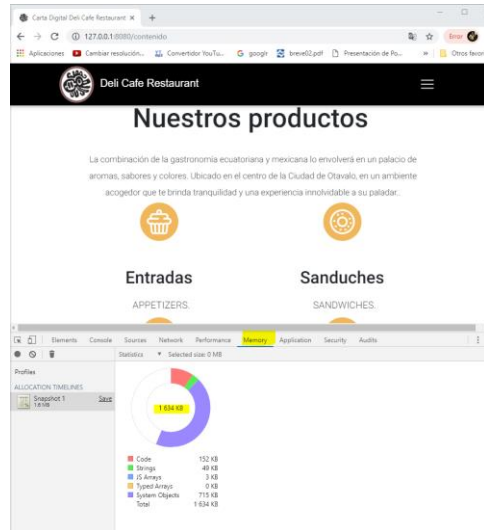 Carta Digital Deli Cafe Restaurant
127.0.0.1:8080/contenido
Error
Aplicaciones Cambiar resolución... Convertidor YouTu... googlr breve02.pdf Presentación de Po... » Otros favor
Deli Cafe Restaurant
Nuestros productos
La combinación de la gastronomía ecuatoriana y mexicana lo envolverá en un palacio de
aromas, sabores y colores. Ubicado en el centro de la Ciudad de Otavalo, en un ambiente
acogedor que te brinda tranquilidad y una experiencia innolvidable a su paladar.
Entradas Sanduches
APPETIZERS. SANDWICHES.
Elements Console Sources Network Performance Memory Application Security Audits
Statistics ▼ Selected size: 0 MB
Profiles
ALLOCATION TIMELINES
Snapshot 1 Save
1.6 MB
1 634 KB
Code 152 KB
Strings 49 KB
JS Arrays 3 KB
Typed Arrays 0 KB
System Objects 715 KB
Total 1 634 KB